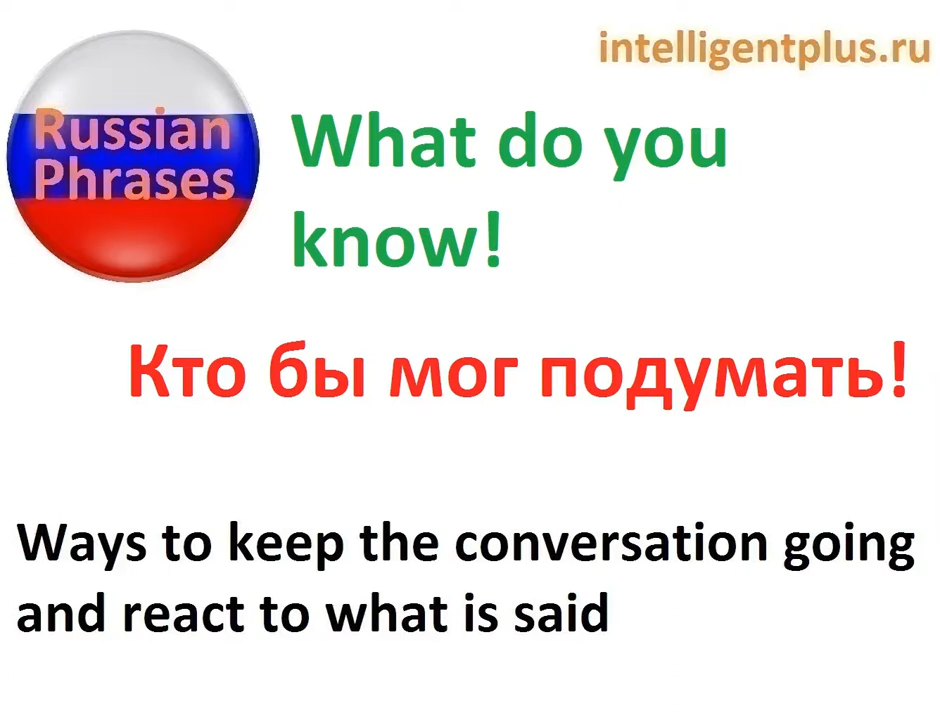 intelligentplus.ru
Russian
Phrases
What do you
know!
Кто бы мог подумать!
Ways to keep the conversation going
and react to what is said